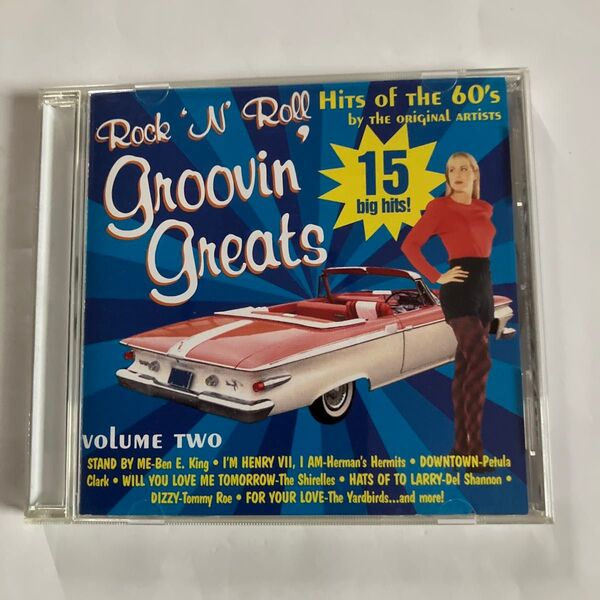 Rock 'N' Roll
Groovin'
Greats
HITS OF THE 60's
by THE ORIGINAL ARTISTS
15
big hits!
VOLUME TWO
STAND BY ME-Ben E. King • I'M HENRY VII, I AM-Herman's Hermits • DOWNTOWN-Petula
Clark • WILL YOU LOVE ME TOMORROW-The Shirelles • HATS OF TO LARRY-Del Shannon •
DIZZY-Tommy Roe • FOR YOUR LOVE-The Yardbirds...and more!